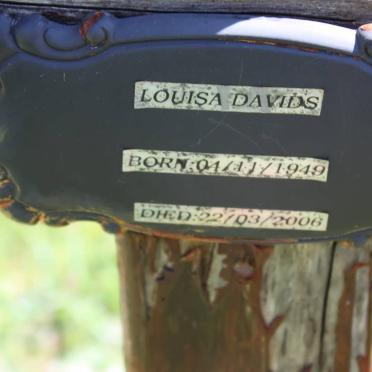 LOUISA DAVIDS
BORN:04/11/1949
DIED:22/03/2006